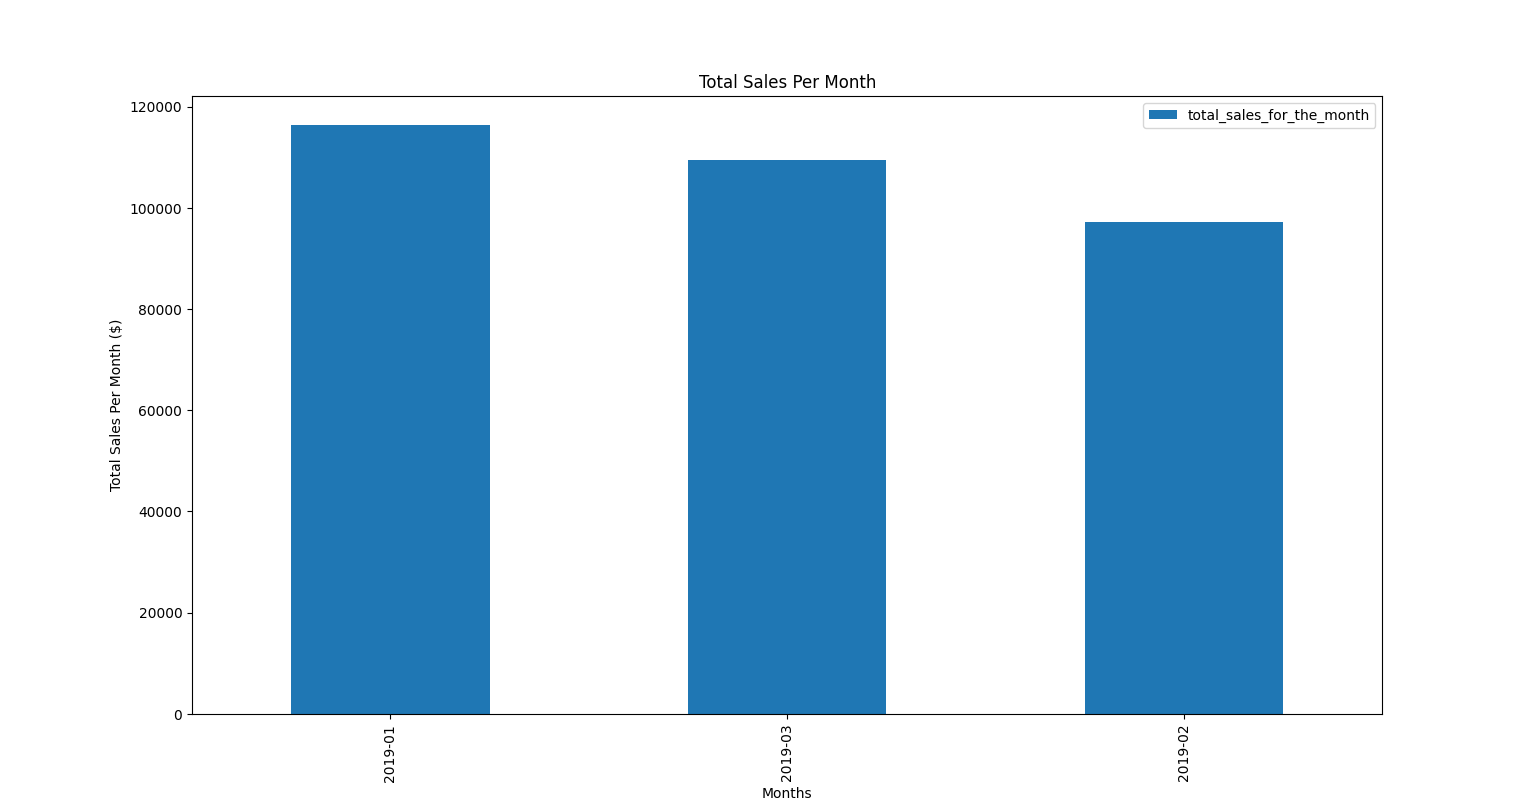 Total Sales Per Month
total_sales_for_the_month
Total Sales Per Month ($)
120000
100000
80000
60000
40000
20000
0
2019-01
2019-03
2019-02
Months